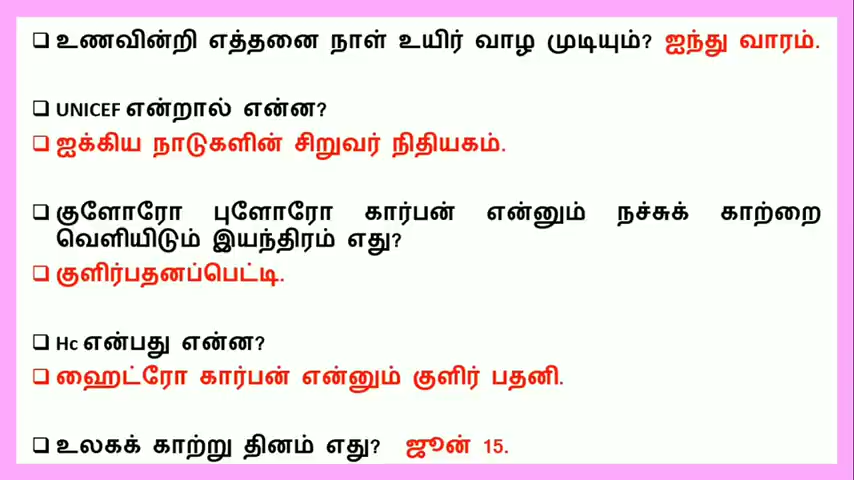 உணவின்றி எத்தனை நாள் உயிர் வாழ முடியும்? ஐந்து வாரம்.
UNICEF என்றால் என்ன?
ஐக்கிய நாடுகளின் சிறுவர் நிதியகம்.
குளோரோ புளோரோ கார்பன் என்னும் நச்சுக் காற்றை
வெளியிடும் இயந்திரம் எது?
குளிர்பதனப்பெட்டி.
Hc என்பது என்ன?
ஹைட்ரோ கார்பன் என்னும் குளிர் பதனி.
உலகக் காற்று தினம் எது? ஜூன் 15.